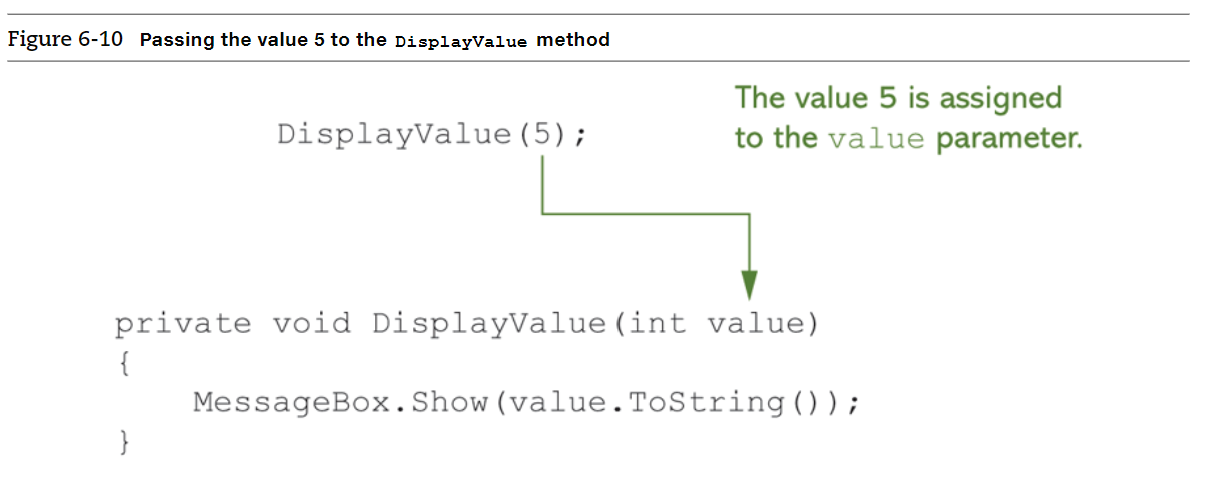 Figure 6-10 Passing the value 5 to the DisplayValue method
The value 5 is assigned
to the value parameter.
DisplayValue(5);
private void DisplayValue(int value)
{
MessageBox.Show(value.ToString());
}